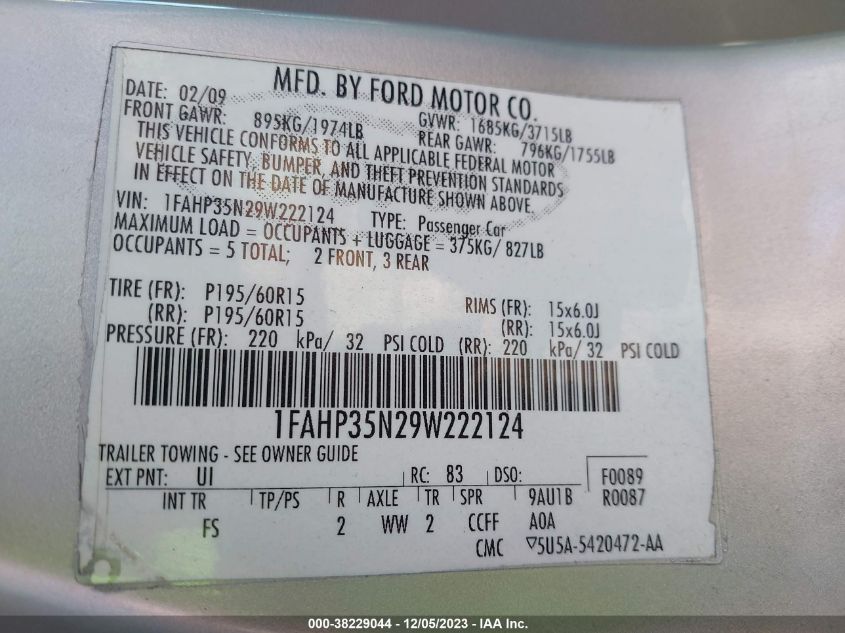 MFD. BY FORD MOTOR CO.
DATE: 02/09 GVWR: 1685KG/3715LB
FRONT GAWR: 895KG/1974LB REAR GAWR: 796KG/1755LB
THIS VEHICLE CONFORMS TO ALL APPLICABLE FEDERAL MOTOR
VEHICLE SAFETY, BUMPER, AND THEFT PREVENTION STANDARDS
IN EFFECT ON THE DATE OF MANUFACTURE SHOWN ABOVE.
VIN: 1FAHP35N29W222124 TYPE: Passenger Car
MAXIMUM LOAD = OCCUPANTS + LUGGAGE = 375KG/ 827LB
OCCUPANTS = 5 TOTAL; 2 FRONT, 3 REAR
TIRE (FR): P195/60R15 RIMS (FR): 15x6.0J
(RR): P195/60R15 (RR): 15x6.0J
PRESSURE (FR): 220 kPa/ 32 PSI COLD (RR): 220 kPa/ 32 PSI COLD
1FAHP35N29W222124
TRAILER TOWING - SEE OWNER GUIDE
EXT PNT: UI RC: 83 DSO: F0089
INT TR TP/PS R AXLE TR SPR 9AU1B R0087
FS 2 WW 2 CCFF AOA
CMC ▽5U5A-5420472-AA
000-38229044 - 12/05/2023 - IAA Inc.